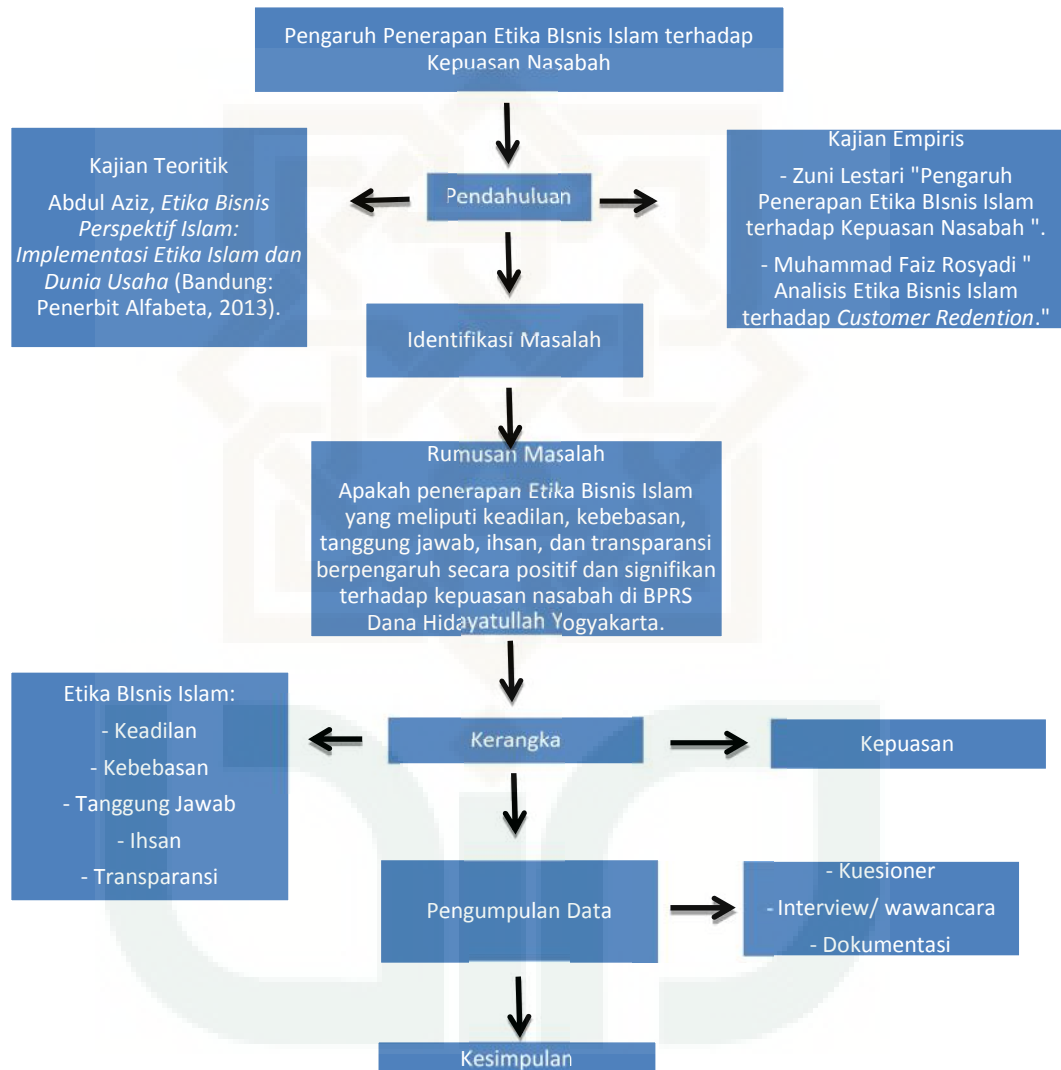 Pengaruh Penerapan Etika BIsnis Islam terhadap
Kepuasan Nasabah
Kajian Teoritik
Abdul Aziz, Etika Bisnis
Perspektif Islam:
Implementasi Etika Islam dan
Dunia Usaha (Bandung:
Penerbit Alfabeta, 2013).
Pendahuluan
Kajian Empiris
- Zuni Lestari "Pengaruh
Penerapan Etika BIsnis Islam
terhadap Kepuasan Nasabah ".
- Muhammad Faiz Rosyadi "
Analisis Etika Bisnis Islam
terhadap Customer Redention."
Identifikasi Masalah
Rumusan Masalah
Apakah penerapan Etika Bisnis Islam
yang meliputi keadilan, kebebasan,
tanggung jawab, ihsan, dan transparansi
berpengaruh secara positif dan signifikan
terhadap kepuasan nasabah di BPRS
Dana Hidayatullah Yogyakarta.
Etika BIsnis Islam:
- Keadilan
- Kebebasan
- Tanggung Jawab
- Ihsan
- Transparansi
Kerangka
Kepuasan
Pengumpulan Data
- Kuesioner
- Interview/ wawancara
- Dokumentasi
Kesimpulan